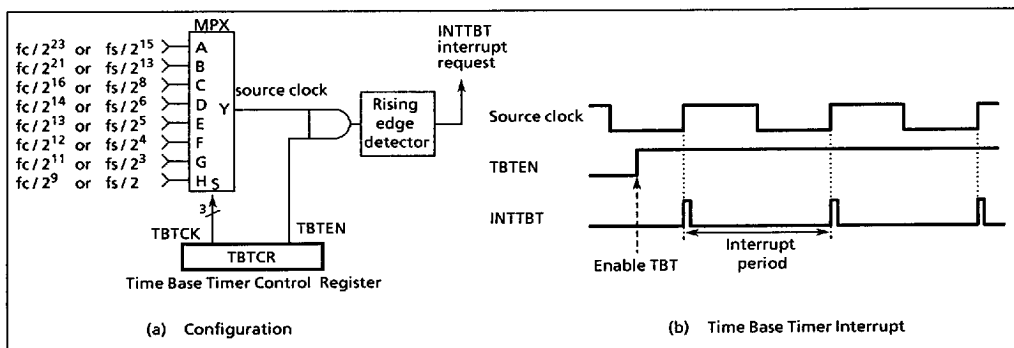 MPX
fc/2^23 or fs/2^15 A
fc/2^21 or fs/2^13 B
fc/2^16 or fs/2^8 C
fc/2^14 or fs/2^6 D
fc/2^13 or fs/2^5 E
fc/2^12 or fs/2^4 F
fc/2^11 or fs/2^3 G
fc/2^9 or fs/2 H
Y
S
3
source clock
Rising
edge
detector
INTTBT
interrupt
request
TBTCK
TBTEN
TBTCR
Time Base Timer Control Register
(a) Configuration
Source clock
TBTEN
INTTBT
Enable TBT
Interrupt
period
(b) Time Base Timer Interrupt